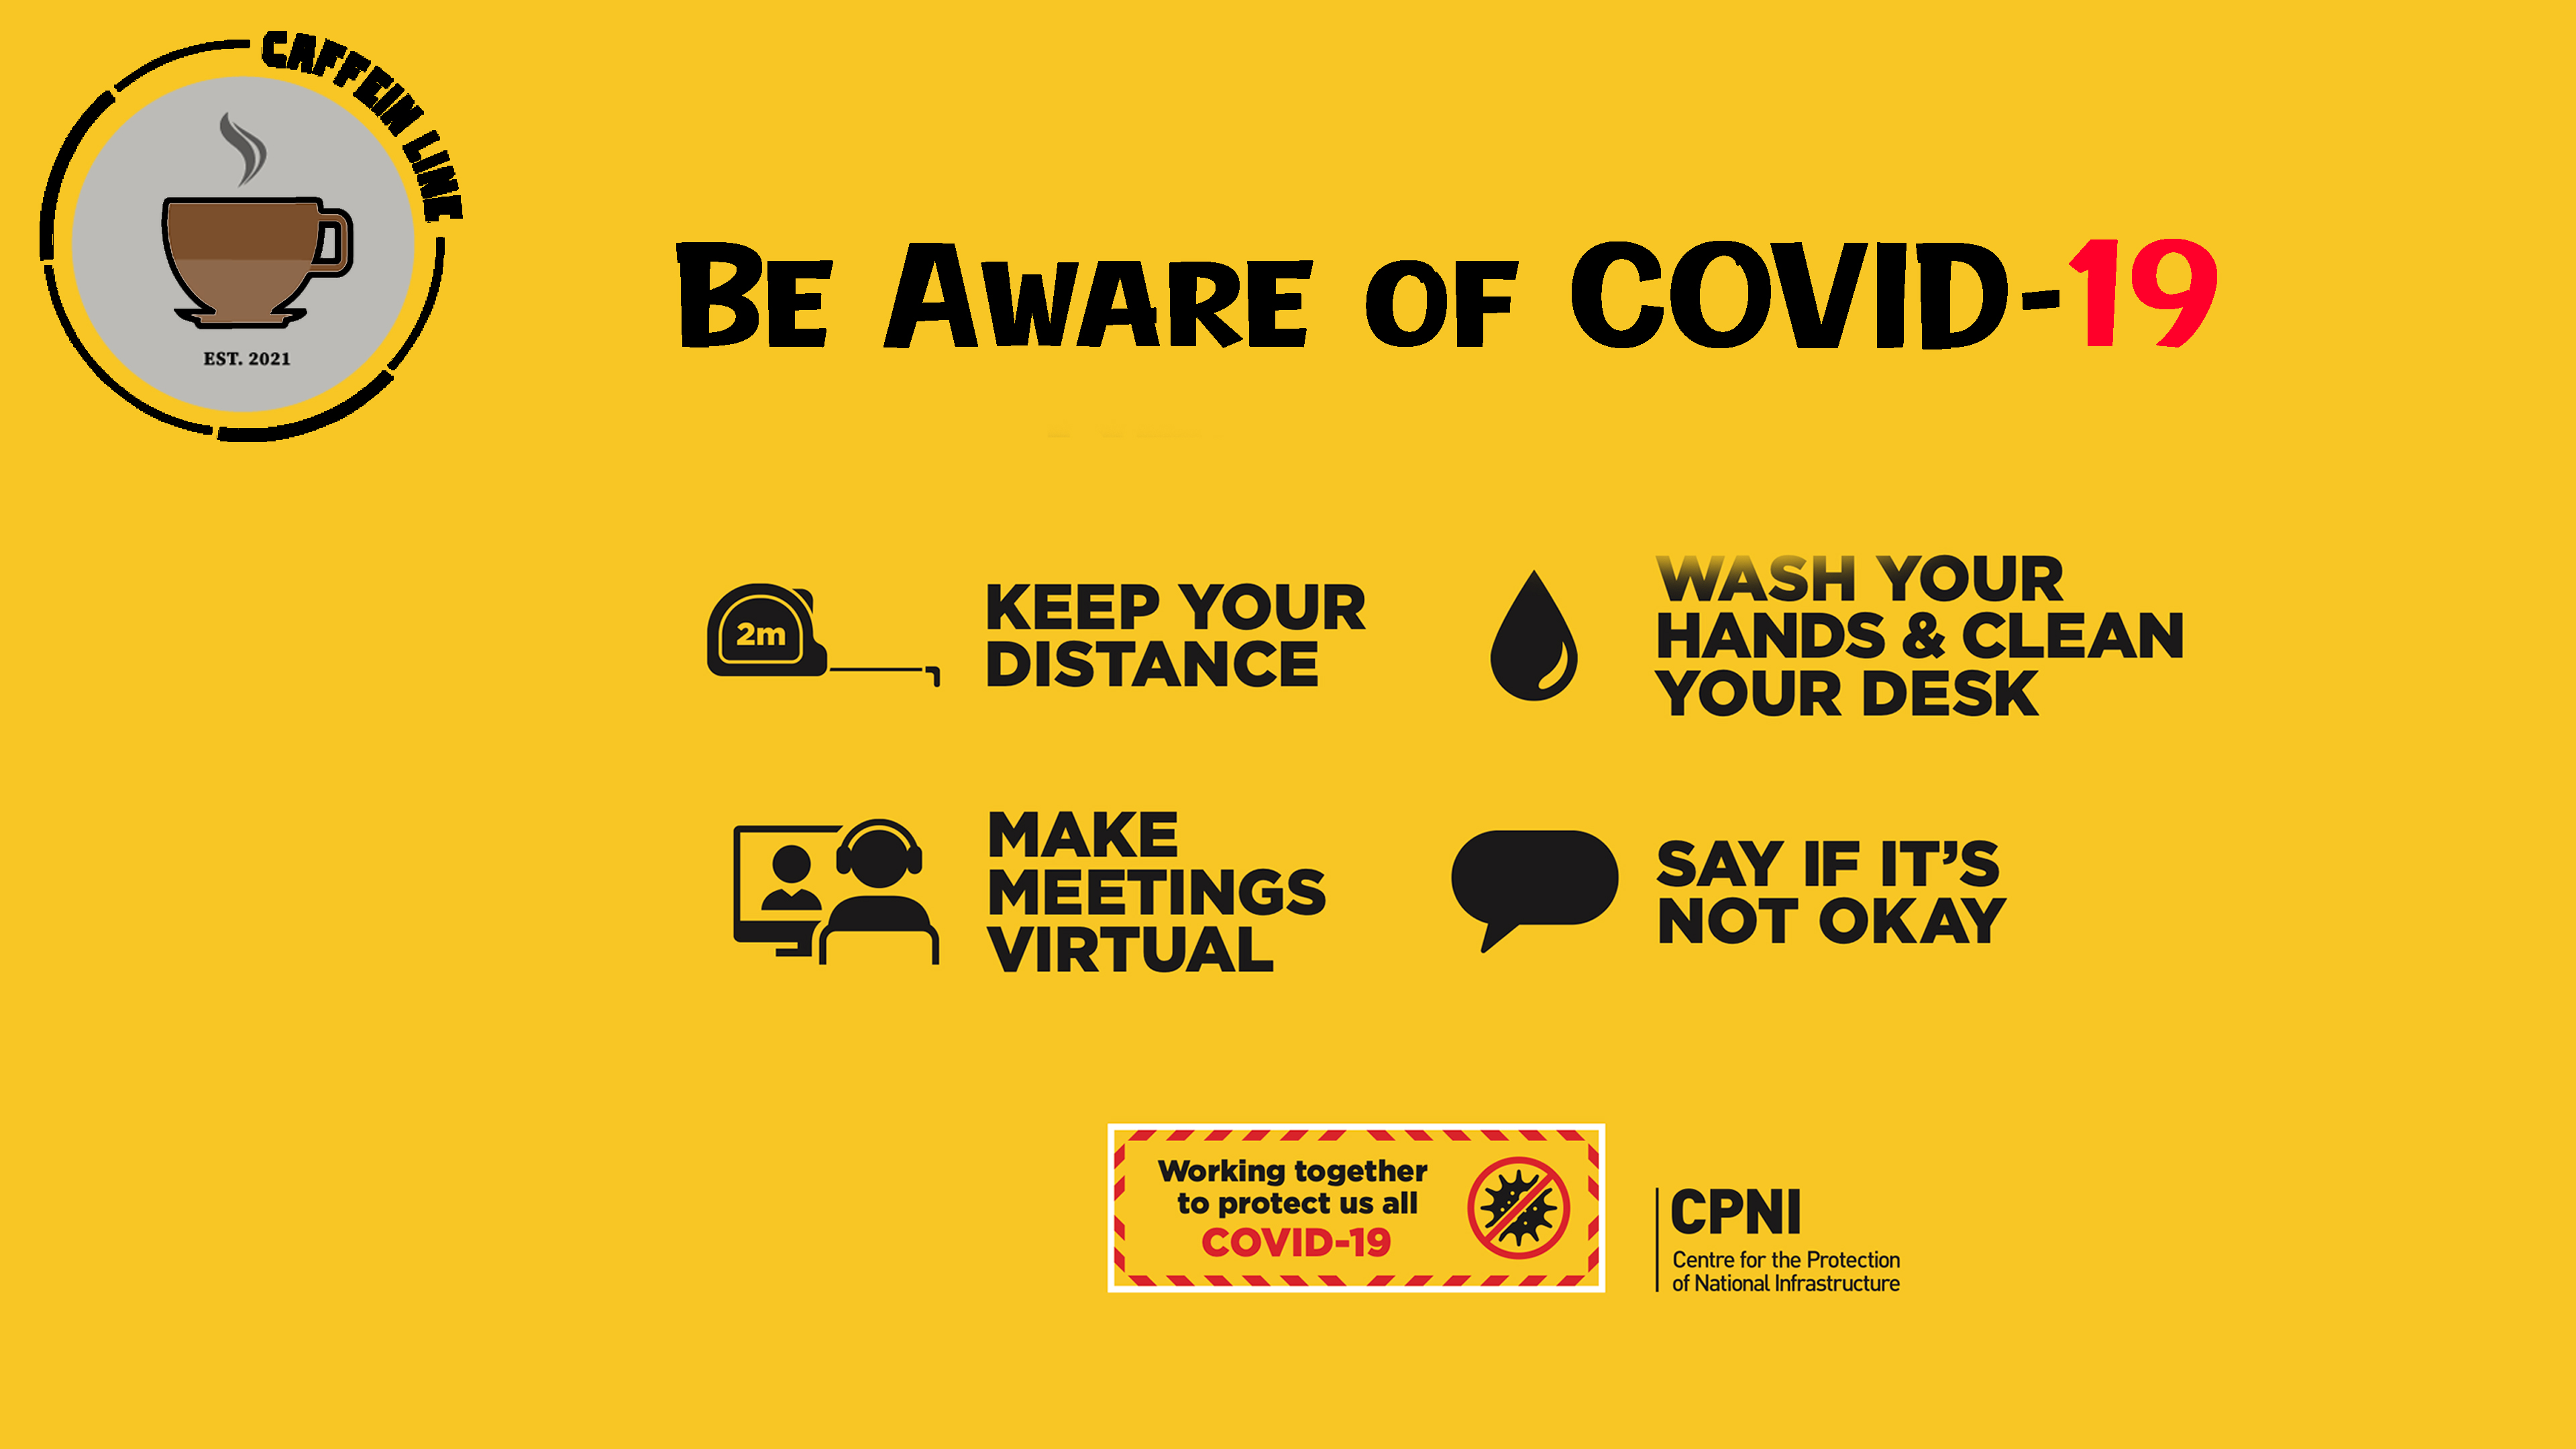 CAFFEIN LINE
EST. 2021
BE AWARE OF COVID-19
2m
KEEP YOUR
DISTANCE
WASH YOUR
HANDS & CLEAN
YOUR DESK
MAKE
MEETINGS
VIRTUAL
SAY IF IT'S
NOT OKAY
Working together
to protect us all
COVID-19
CPNI
Centre for the Protection
of National Infrastructure